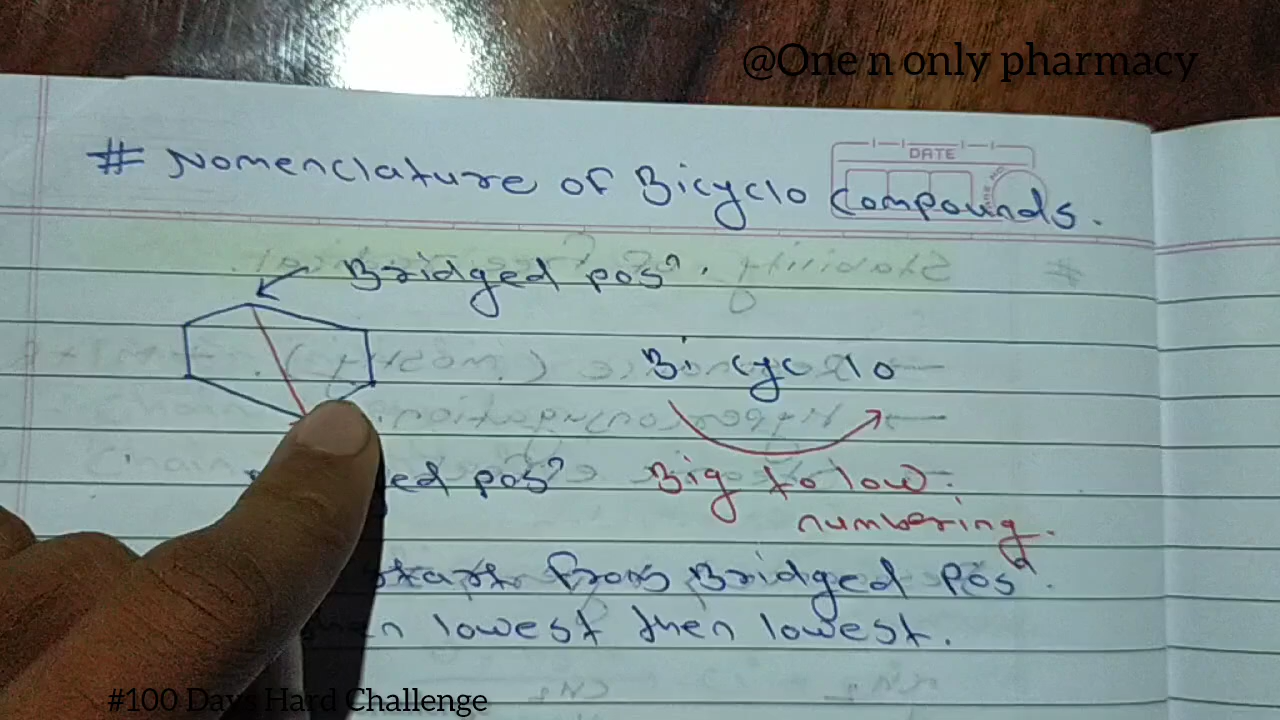 @One n only pharmacy
DATE
# Nomenclature of Bicyclo Compounds.
Bridged posⁿ.
Bicyclo
ed posⁿ Big to low.
numbering.
start from Bridged Posⁿ.
lowest then lowest.
#100 Days Hard Challenge